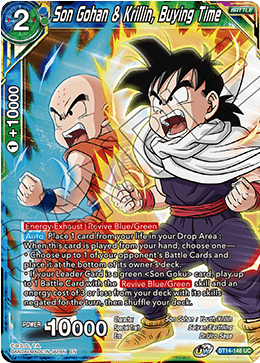 BATTLE
2
Son Gohan & Krillin, Buying Time
1 +10000
Energy-Exhaust Revive Blue/Green
Auto Place 1 card from your life in your Drop Area :
When this card is played from your hand, choose one—
• Choose up to 1 of your opponent's Battle Cards and
place it at the bottom of its owner's deck.
• If your Leader Card is a green <Son Goku> card, play up
to 1 Battle Card with the Revive Blue/Green skill and an
energy cost of 3 or less from your deck with its skills
negated for the turn, then shuffle your deck.
POWER
10000
Character Son Gohan : Youth/Krillin
Special Trait Saiyan/Earthling
BT14-148 UC